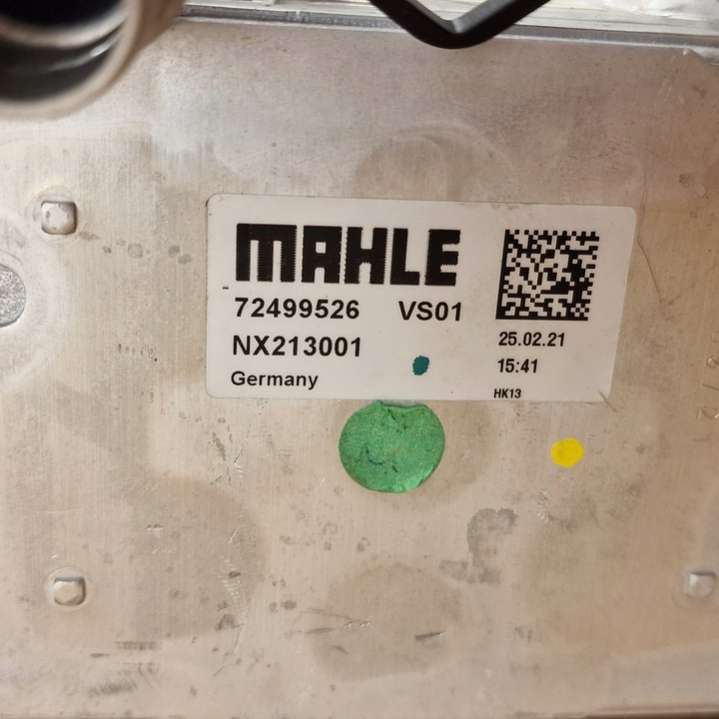 MAHLE
72499526 VS01
NX213001
Germany
25.02.21
15:41
HK13